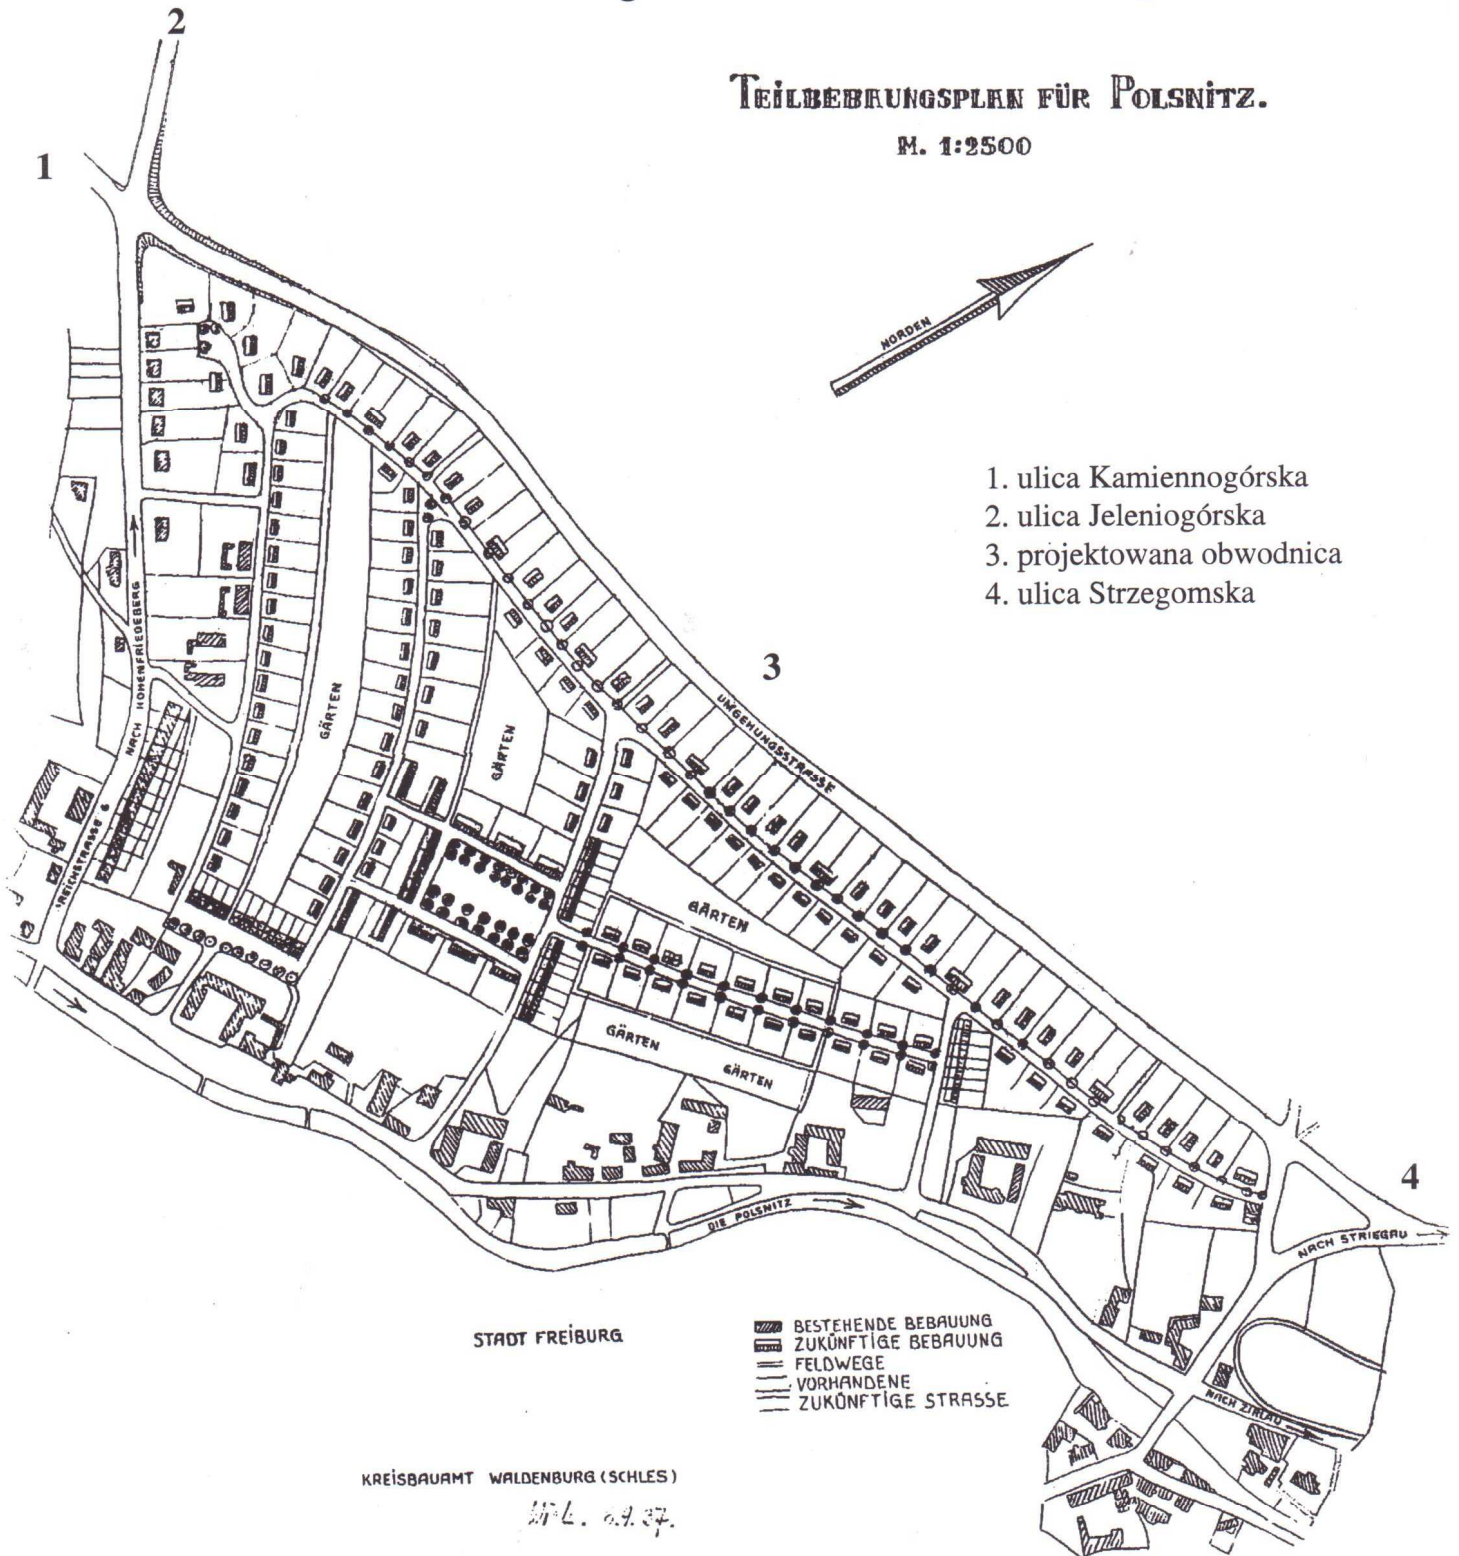 2
TEILBEBAUUNGSPLAN FÜR POLSNITZ.
M. 1:2500
1
NORDEN
1. ulica Kamiennogórska
2. ulica Jeleniogórska
3. projektowana obwodnica
4. ulica Strzegomska
NACH HOHENFRIEDEBERG
REICHSTRASSE 6
GÄRTEN
GÄRTEN
3
UMGEHUNGSSTRASSE
GÄRTEN
GÄRTEN
GÄRTEN
4
DIE POLSNITZ
NACH STRIEGAU
NACH ZIRLAU
STADT FREIBURG
BESTEHENDE BEBAUUNG
ZUKÜNFTIGE BEBAUUNG
FELDWEGE
VORHANDENE
ZUKÜNFTIGE STRASSE
KREISBAUAMT WALDENBURG (SCHLES)